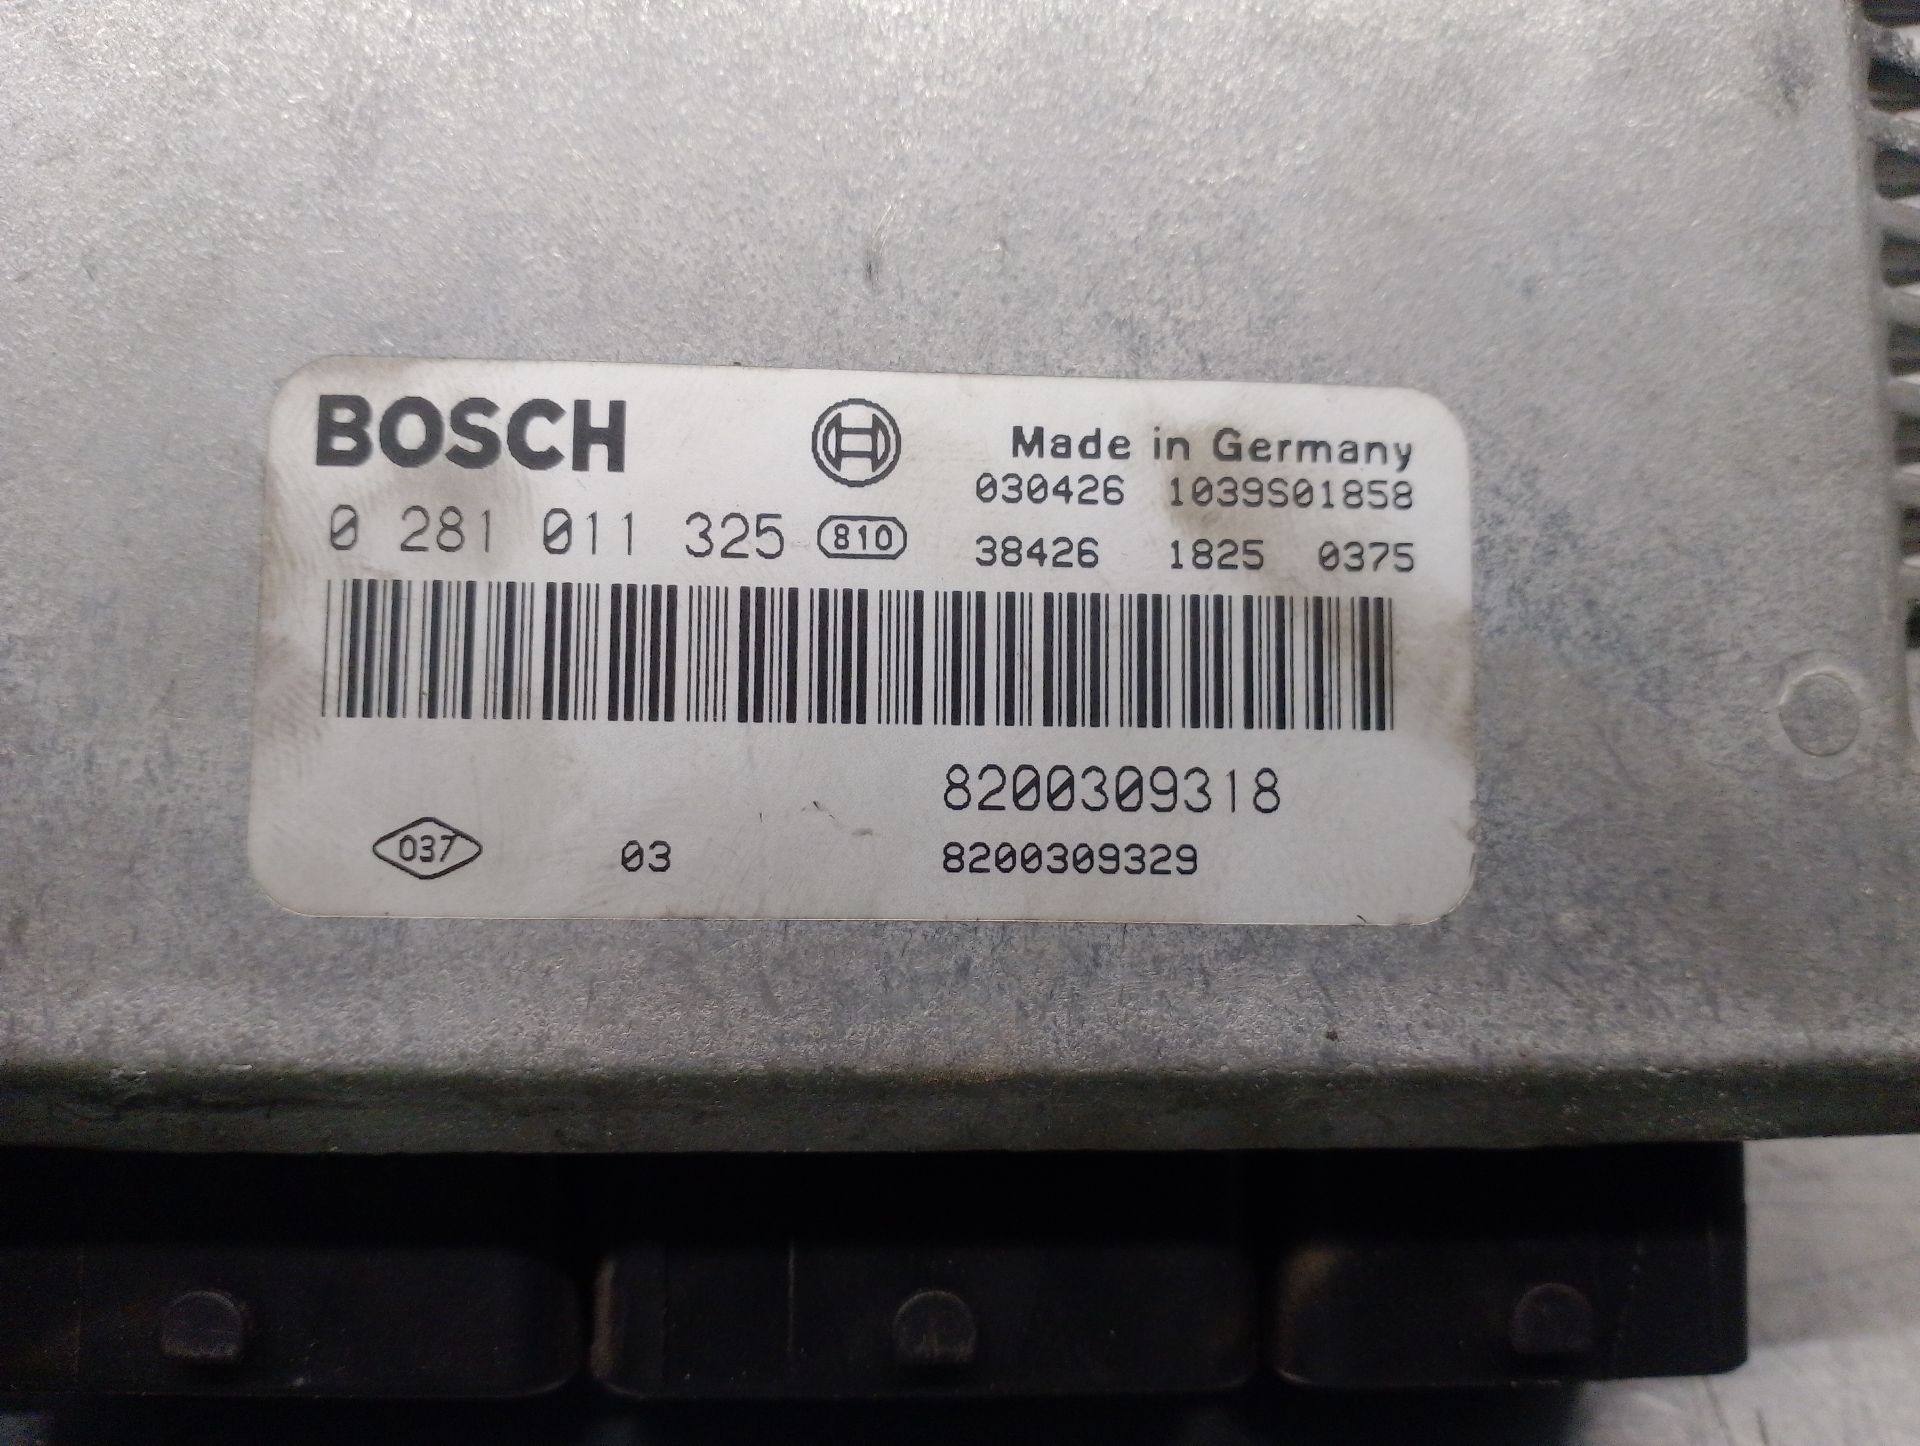 BOSCH
Made in Germany
030426 1039S01858
0 281 011 325 810
38426 1825 0375
8200309318
037 03 8200309329